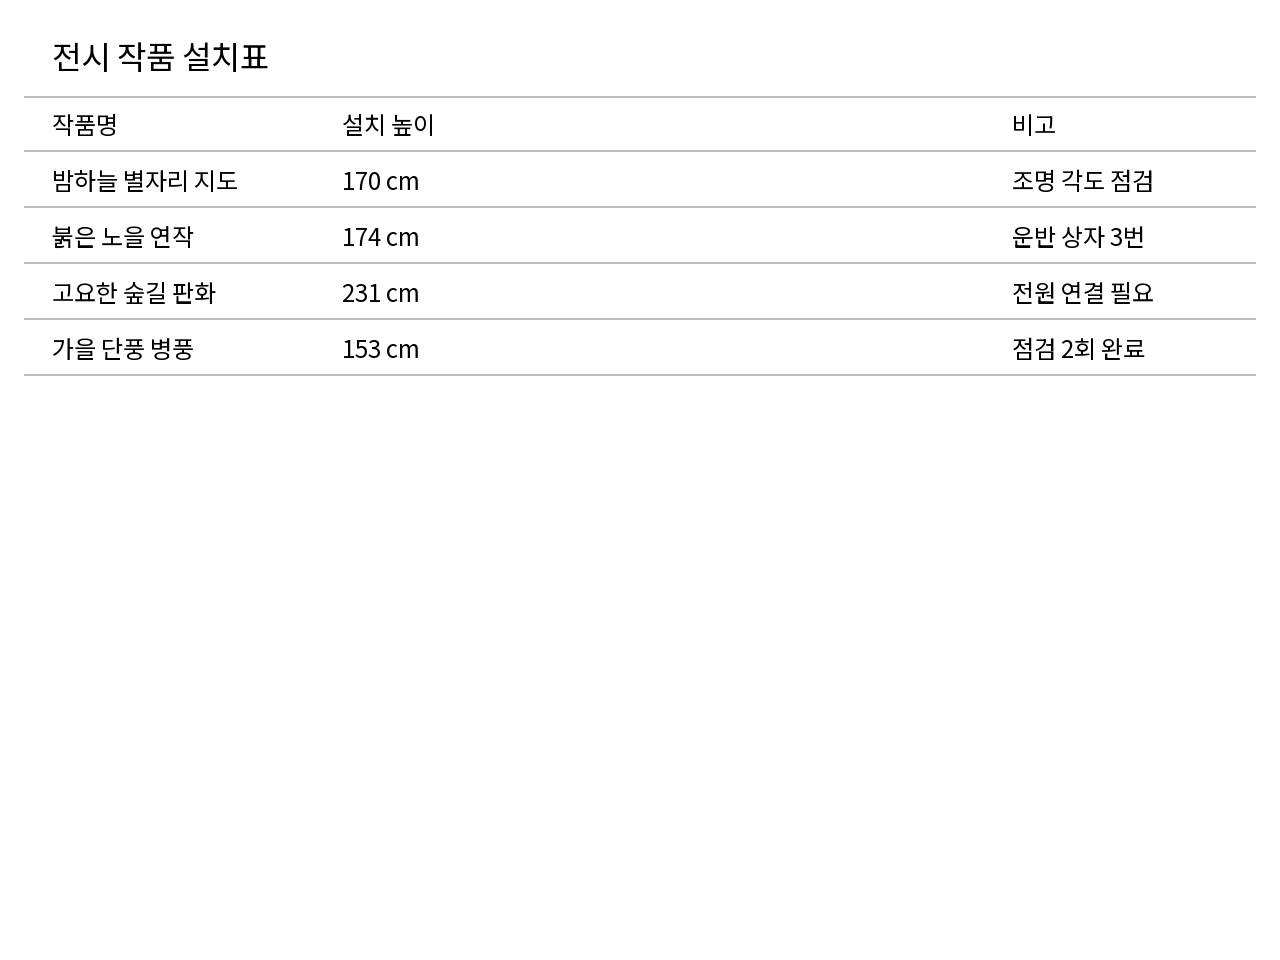 전시 작품 설치표
작품명 설치 높이 비고
밤하늘 별자리 지도 170 cm 조명 각도 점검
붉은 노을 연작 174 cm 운반 상자 3번
고요한 숲길 판화 231 cm 전원 연결 필요
가을 단풍 병풍 153 cm 점검 2회 완료